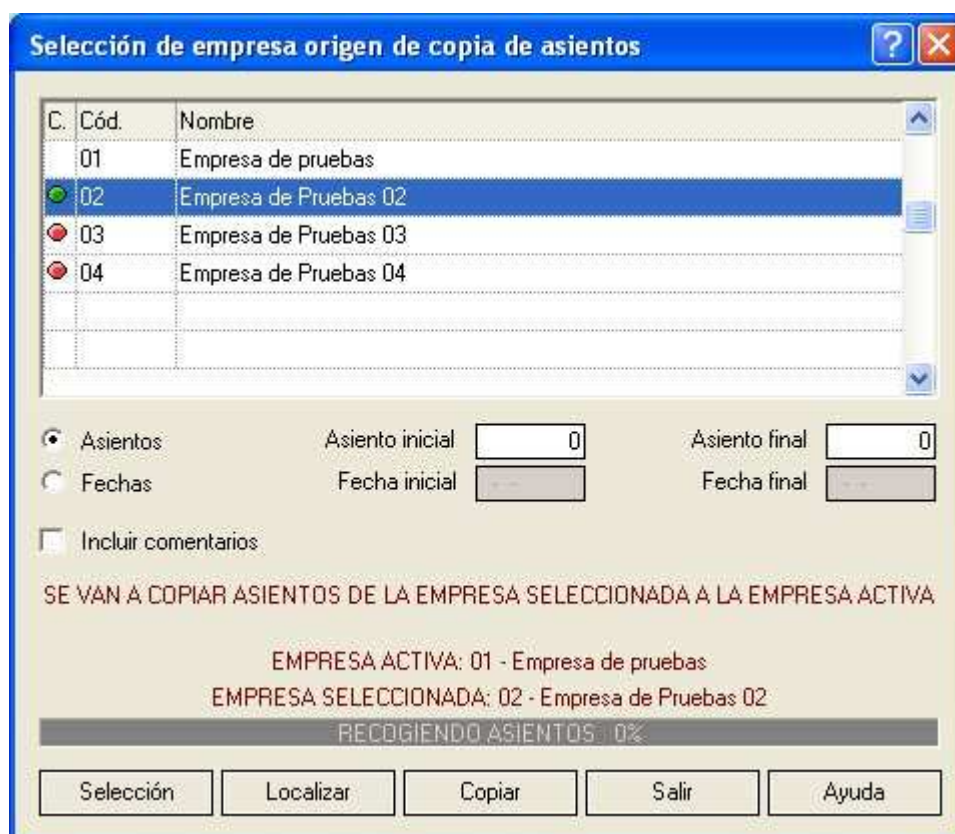 Selección de empresa origen de copia de asientos
C. Cód. Nombre
01 Empresa de pruebas
02 Empresa de Pruebas 02
03 Empresa de Pruebas 03
04 Empresa de Pruebas 04
Asientos Asiento inicial 0 Asiento final 0
Fechas Fecha inicial - - Fecha final - -
Incluir comentarios
SE VAN A COPIAR ASIENTOS DE LA EMPRESA SELECCIONADA A LA EMPRESA ACTIVA
EMPRESA ACTIVA: 01 - Empresa de pruebas
EMPRESA SELECCIONADA: 02 - Empresa de Pruebas 02
RECOGIENDO ASIENTOS 0%
Selección Localizar Copiar Salir Ayuda